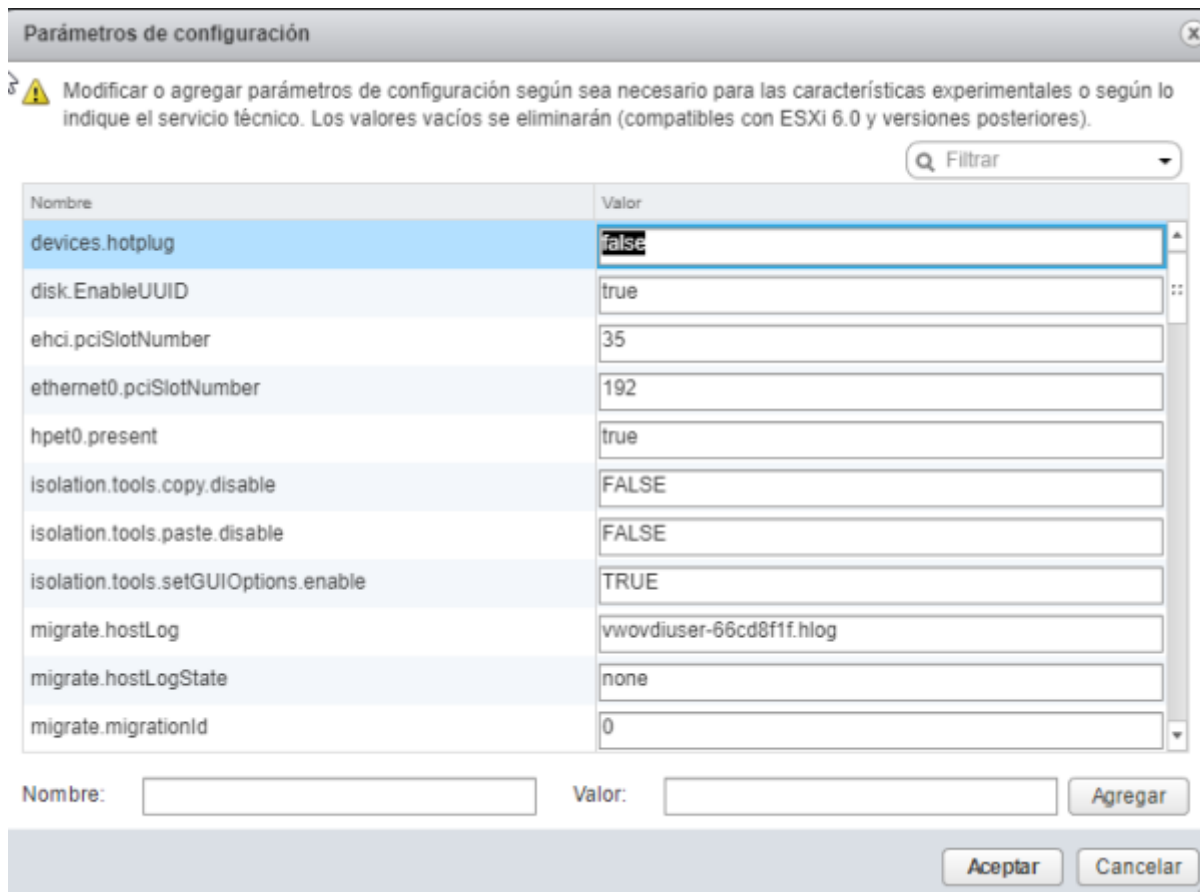 Parámetros de configuración
Modificar o agregar parámetros de configuración según sea necesario para las características experimentales o según lo
indique el servicio técnico. Los valores vacíos se eliminarán (compatibles con ESXi 6.0 y versiones posteriores).
Filtrar
Nombre Valor
devices.hotplug false
disk.EnableUUID true
ehci.pciSlotNumber 35
ethernet0.pciSlotNumber 192
hpet0.present true
isolation.tools.copy.disable FALSE
isolation.tools.paste.disable FALSE
isolation.tools.setGUIOptions.enable TRUE
migrate.hostLog vwovdiuser-66cd8f1f.hlog
migrate.hostLogState none
migrate.migrationId 0
Nombre: Valor: Agregar
Aceptar Cancelar